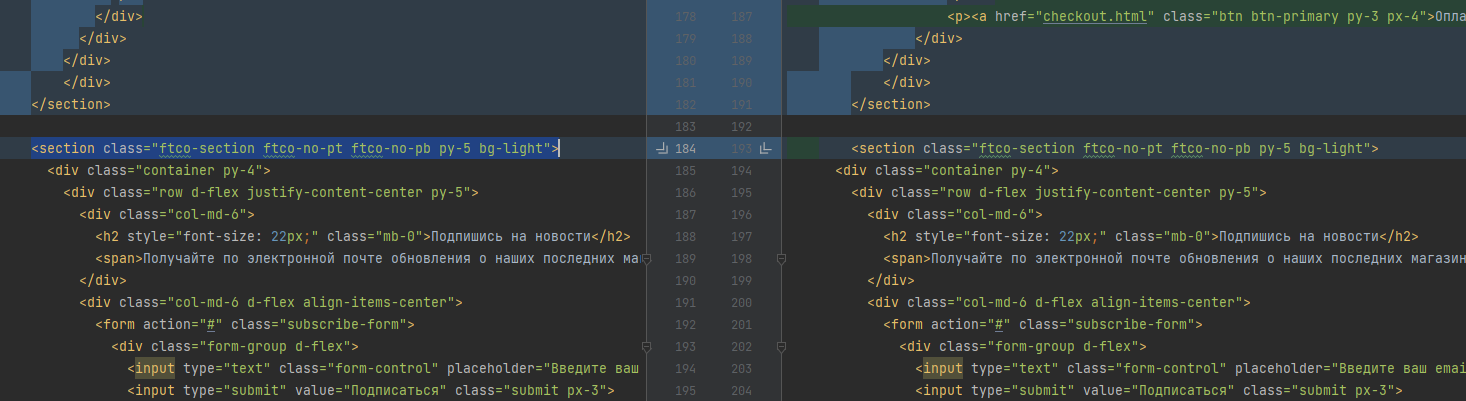 </div> 178 187 <p><a href="checkout.html" class="btn btn-primary py-3 px-4">Опла
</div> 179 188 </div>
</div> 180 189 </div>
</div> 181 190 </div>
</section> 182 191 </section>
183 192
<section class="ftco-section ftco-no-pt ftco-no-pb py-5 bg-light"> 184 193 <section class="ftco-section ftco-no-pt ftco-no-pb py-5 bg-light">
<div class="container py-4"> 185 194 <div class="container py-4">
<div class="row d-flex justify-content-center py-5"> 186 195 <div class="row d-flex justify-content-center py-5">
<div class="col-md-6"> 187 196 <div class="col-md-6">
<h2 style="font-size: 22px;" class="mb-0">Подпишись на новости</h2> 188 197 <h2 style="font-size: 22px;" class="mb-0">Подпишись на новости</h2>
<span>Получайте по электронной почте обновления о наших последних ма 189 198 <span>Получайте по электронной почте обновления о наших последних магазин
</div> 190 199 </div>
<div class="col-md-6 d-flex align-items-center"> 191 200 <div class="col-md-6 d-flex align-items-center">
<form action="#" class="subscribe-form"> 192 201 <form action="#" class="subscribe-form">
<div class="form-group d-flex"> 193 202 <div class="form-group d-flex">
<input type="text" class="form-control" placeholder="Введите ваш 194 203 <input type="text" class="form-control" placeholder="Введите ваш emai
<input type="submit" value="Подписаться" class="submit px-3"> 195 204 <input type="submit" value="Подписаться" class="submit px-3">